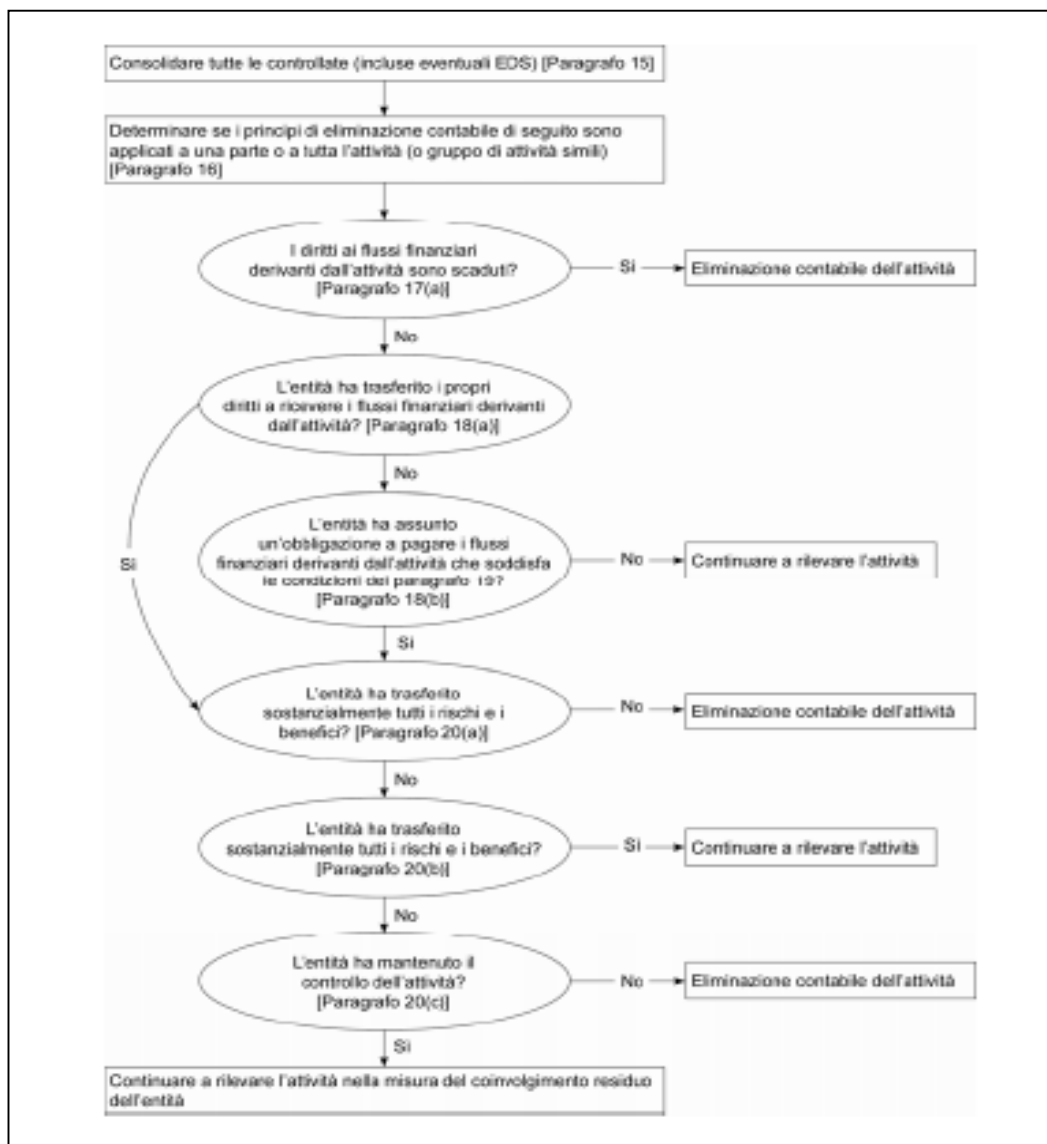 Consolidare tutte le controllate (incluse eventuali EDS) [Paragrafo 15]
Determinare se i principi di eliminazione contabile di seguito sono
applicati a una parte o a tutta l'attività (o gruppo di attività simili)
[Paragrafo 16]
I diritti ai flussi finanziari
derivanti dall'attività sono scaduti?
[Paragrafo 17(a)]
Si
Eliminazione contabile dell'attività
No
L'entità ha trasferito i propri
diritti a ricevere i flussi finanziari derivanti
dall'attività? [Paragrafo 18(a)]
No
Si
L'entità ha assunto
un'obbligazione a pagare i flussi
finanziari derivanti dall'attività che soddisfa
le condizioni del paragrafo 19?
[Paragrafo 18(b)]
No
Continuare a rilevare l'attività
Si
L'entità ha trasferito
sostanzialmente tutti i rischi e i
benefici? [Paragrafo 20(a)]
No
Eliminazione contabile dell'attività
No
L'entità ha trasferito
sostanzialmente tutti i rischi e i benefici?
[Paragrafo 20(b)]
Si
Continuare a rilevare l'attività
No
L'entità ha mantenuto il
controllo dell'attività?
[Paragrafo 20(c)]
No
Eliminazione contabile dell'attività
Si
Continuare a rilevare l'attività nella misura del coinvolgimento residuo
dell'entità